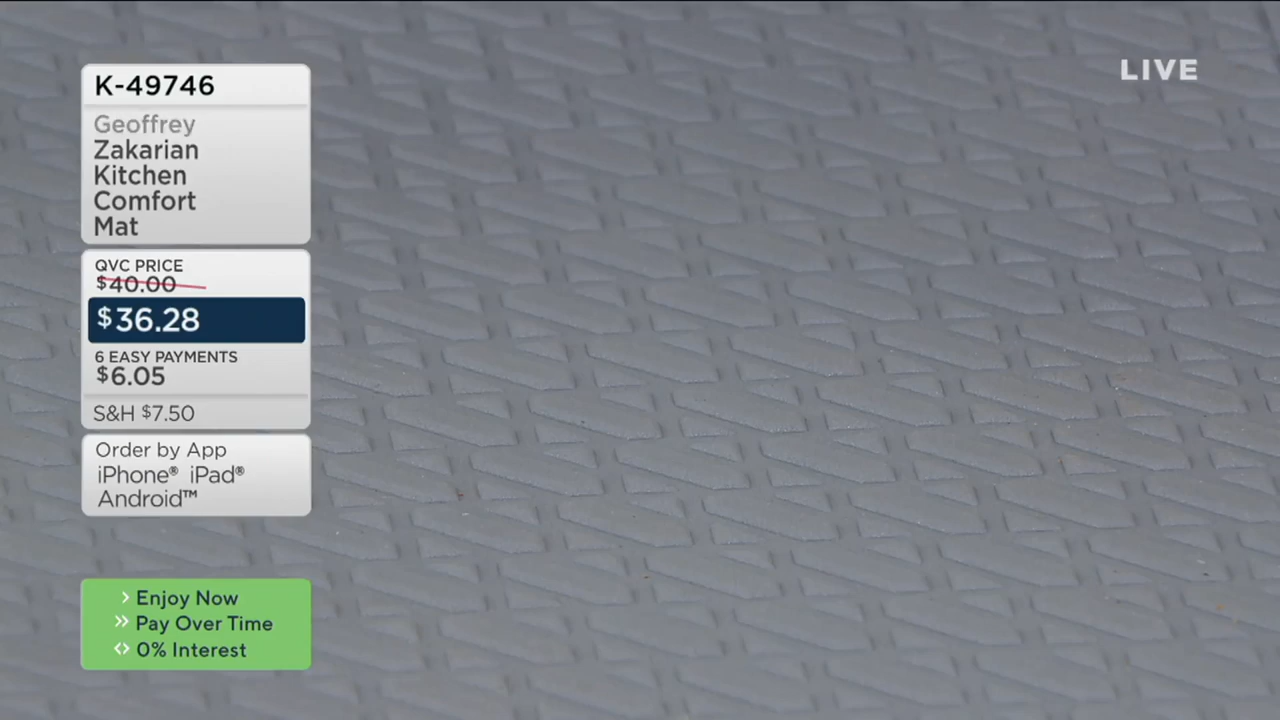 K-49746
Geoffrey
Zakarian
Kitchen
Comfort
Mat
QVC PRICE
$40.00
$36.28
6 EASY PAYMENTS
$6.05
S&H $7.50
Order by App
iPhone® iPad®
Android™
> Enjoy Now
>> Pay Over Time
<> 0% Interest
LIVE